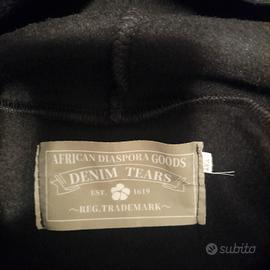 AFRICAN DIASPORA GOODS
DENIM TEARS
EST. 1619
~REG.TRADEMARK~
subito